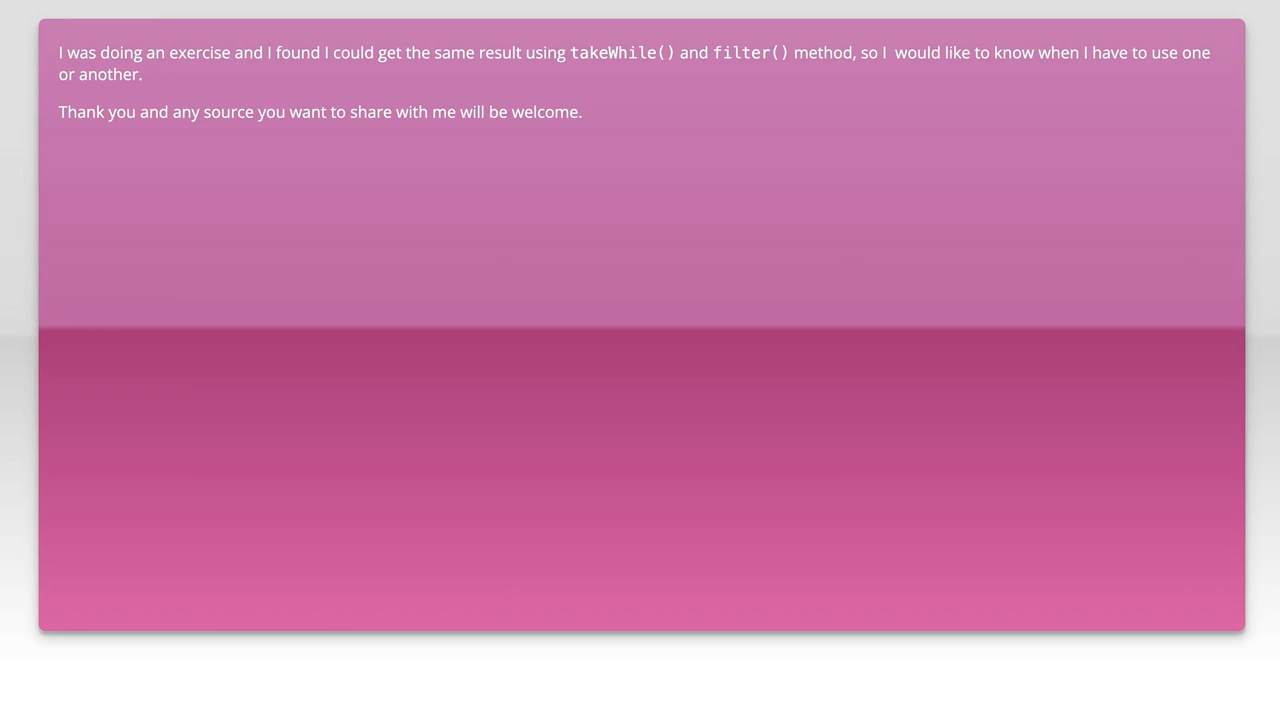 I was doing an exercise and I found I could get the same result using takeWhile() and filter() method, so I  would like to know when I have to use one
or another.
Thank you and any source you want to share with me will be welcome.